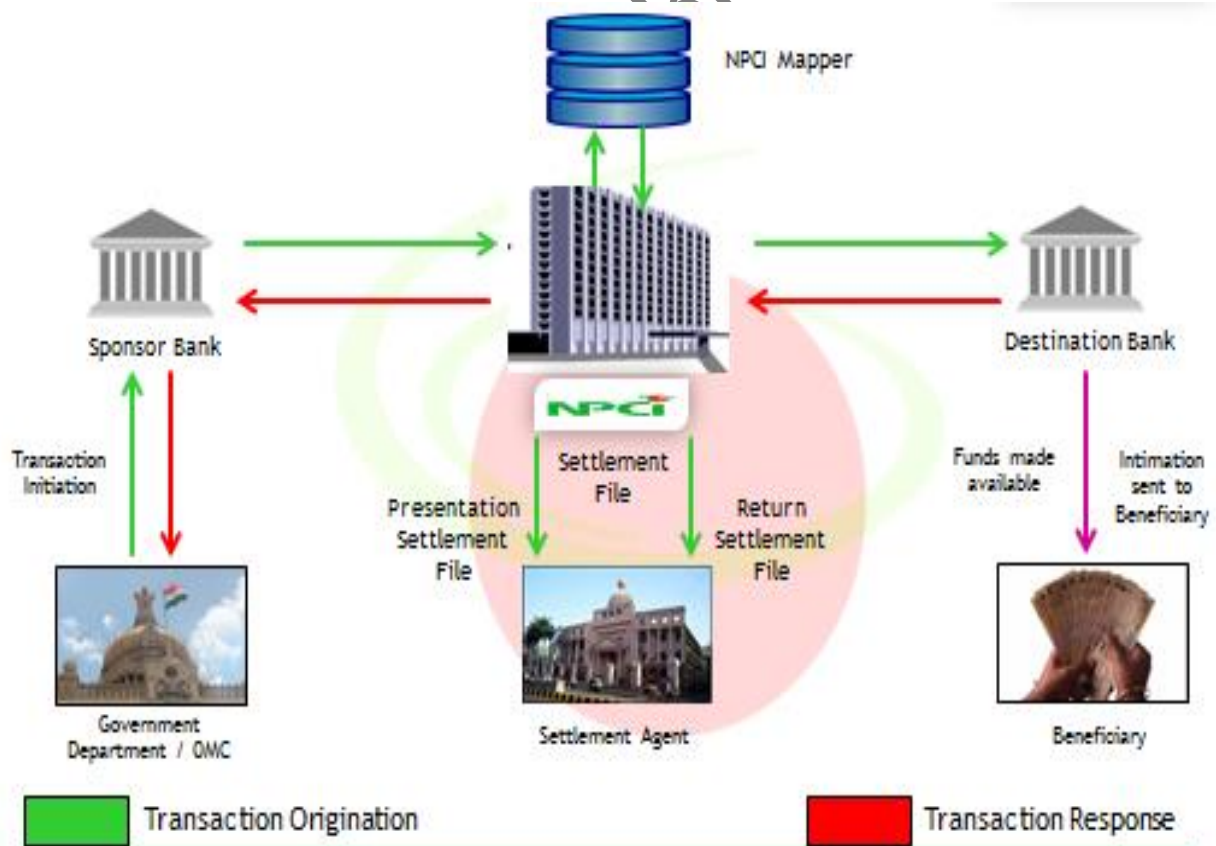 NPCI Mapper
Sponsor Bank
Destination Bank
NPCI
Transaction
Initiation
Settlement
File
Presentation
Settlement
File
Return
Settlement
File
Funds made
available
Intimation
sent to
Beneficiary
Government
Department / OMC
Settlement Agent
Beneficiary
Transaction Origination
Transaction Response